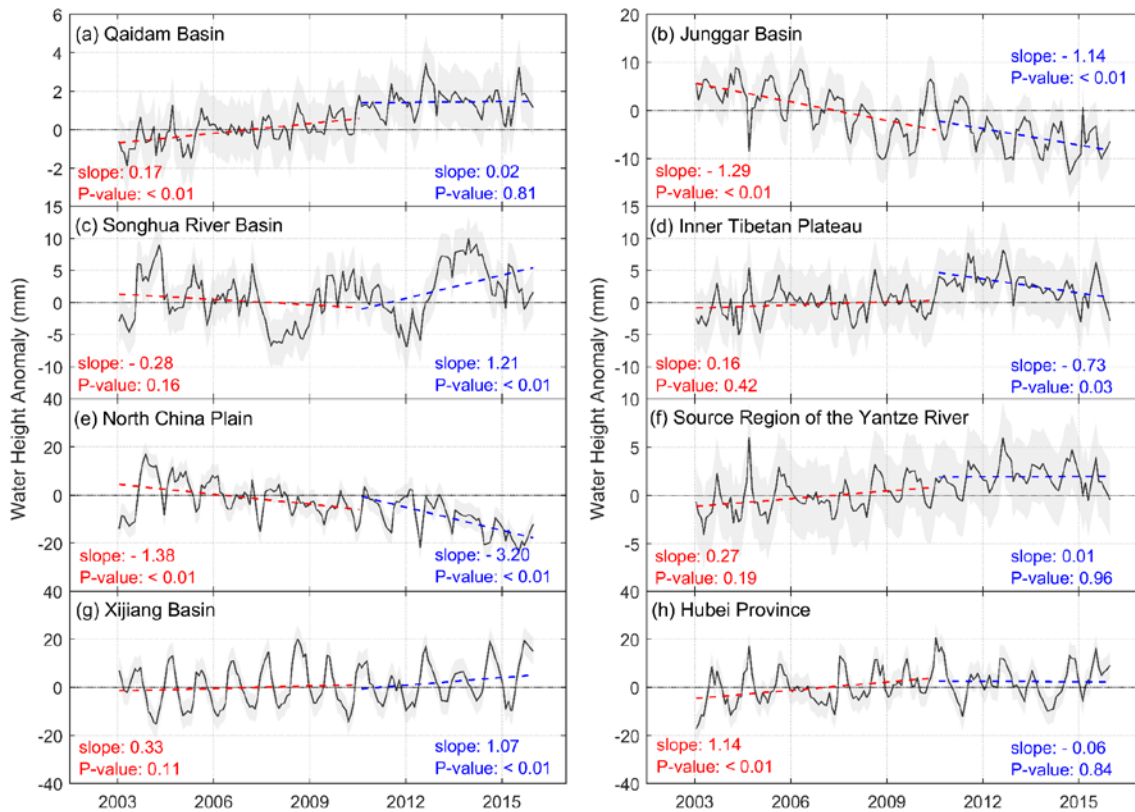 Water Height Anomaly (mm)
6
4
2
0
-2
(a) Qaidam Basin
slope: 0.17
P-value: < 0.01
slope: 0.02
P-value: 0.81
20
10
0
-10
(b) Junggar Basin
slope: - 1.14
P-value: < 0.01
slope: - 1.29
P-value: < 0.01
15
10
5
0
-5
-10
(c) Songhua River Basin
slope: - 0.28
P-value: 0.16
slope: 1.21
P-value: < 0.01
Water Height Anomaly (mm)
15
10
5
0
-5
-10
(d) Inner Tibetan Plateau
slope: 0.16
P-value: 0.42
slope: - 0.73
P-value: 0.03
40
20
0
-20
(e) North China Plain
slope: - 1.38
P-value: < 0.01
slope: - 3.20
P-value: < 0.01
10
5
0
-5
(f) Source Region of the Yantze River
slope: 0.27
P-value: 0.19
slope: 0.01
P-value: 0.96
40
20
0
-20
-40
(g) Xijiang Basin
slope: 0.33
P-value: 0.11
slope: 1.07
P-value: < 0.01
2003 2006 2009 2012 2015
40
20
0
-20
-40
(h) Hubei Province
slope: 1.14
P-value: < 0.01
slope: - 0.06
P-value: 0.84
2003 2006 2009 2012 2015